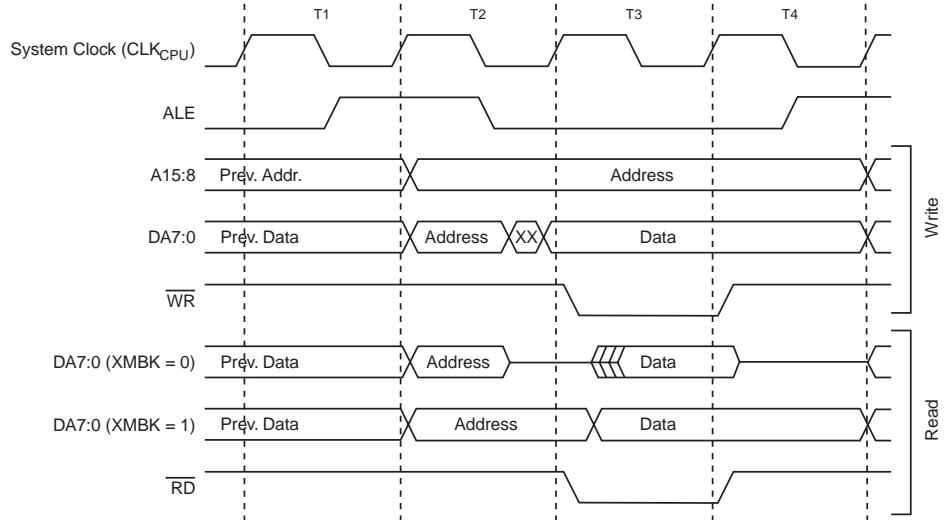 T1 T2 T3 T4
System Clock (CLKCPU)
ALE
A15:8 Prev. Addr. Address
DA7:0 Prev. Data Address XX Data
WR
Write
DA7:0 (XMBK = 0) Prev. Data Address Data
DA7:0 (XMBK = 1) Prev. Data Address Data
RD
Read